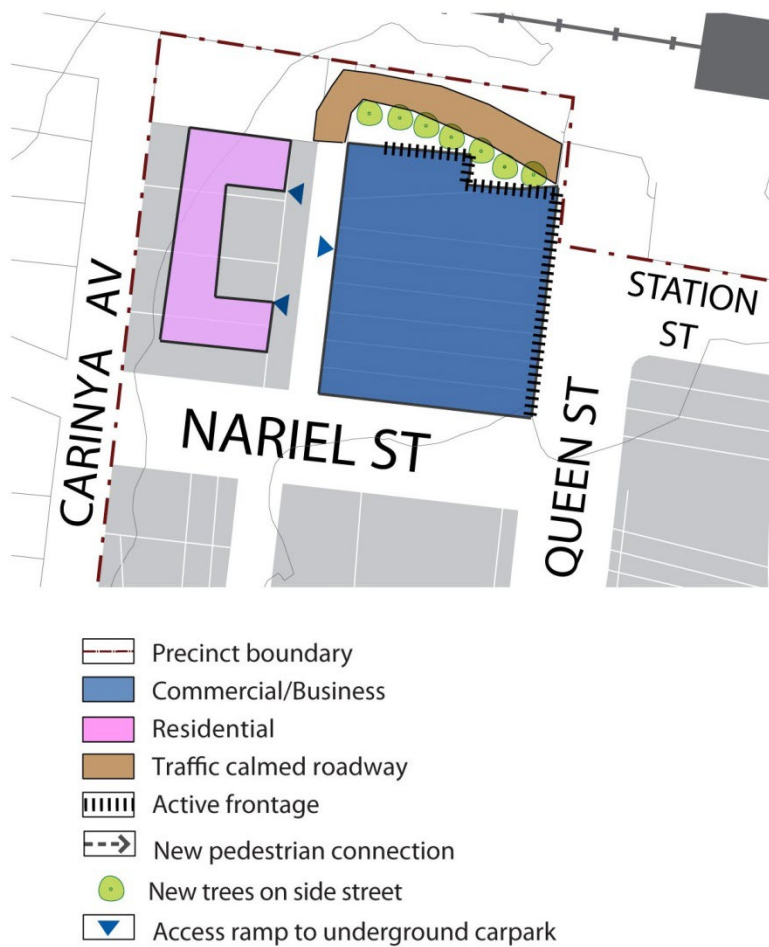 STATION
ST
CARINYA AV
NARIEL ST
QUEEN ST
Precinct boundary
Commercial/Business
Residential
Traffic calmed roadway
Active frontage
New pedestrian connection
New trees on side street
Access ramp to underground carpark